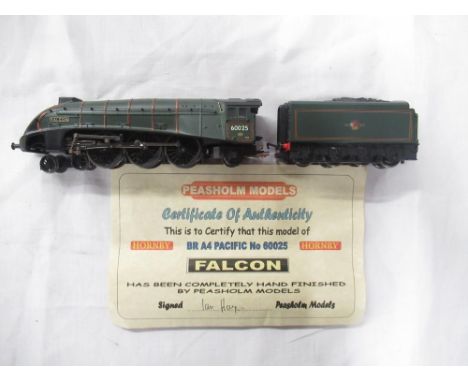 FALCON
60025
PEASHOLM MODELS
Certificate Of Authenticity
This is to Certify that this model of
HORNBY BR A4 PACIFIC No 60025 HORNBY
FALCON
HAS BEEN COMPLETELY HAND FINISHED
BY PEASHOLM MODELS
Signed Ian Peasholm Models